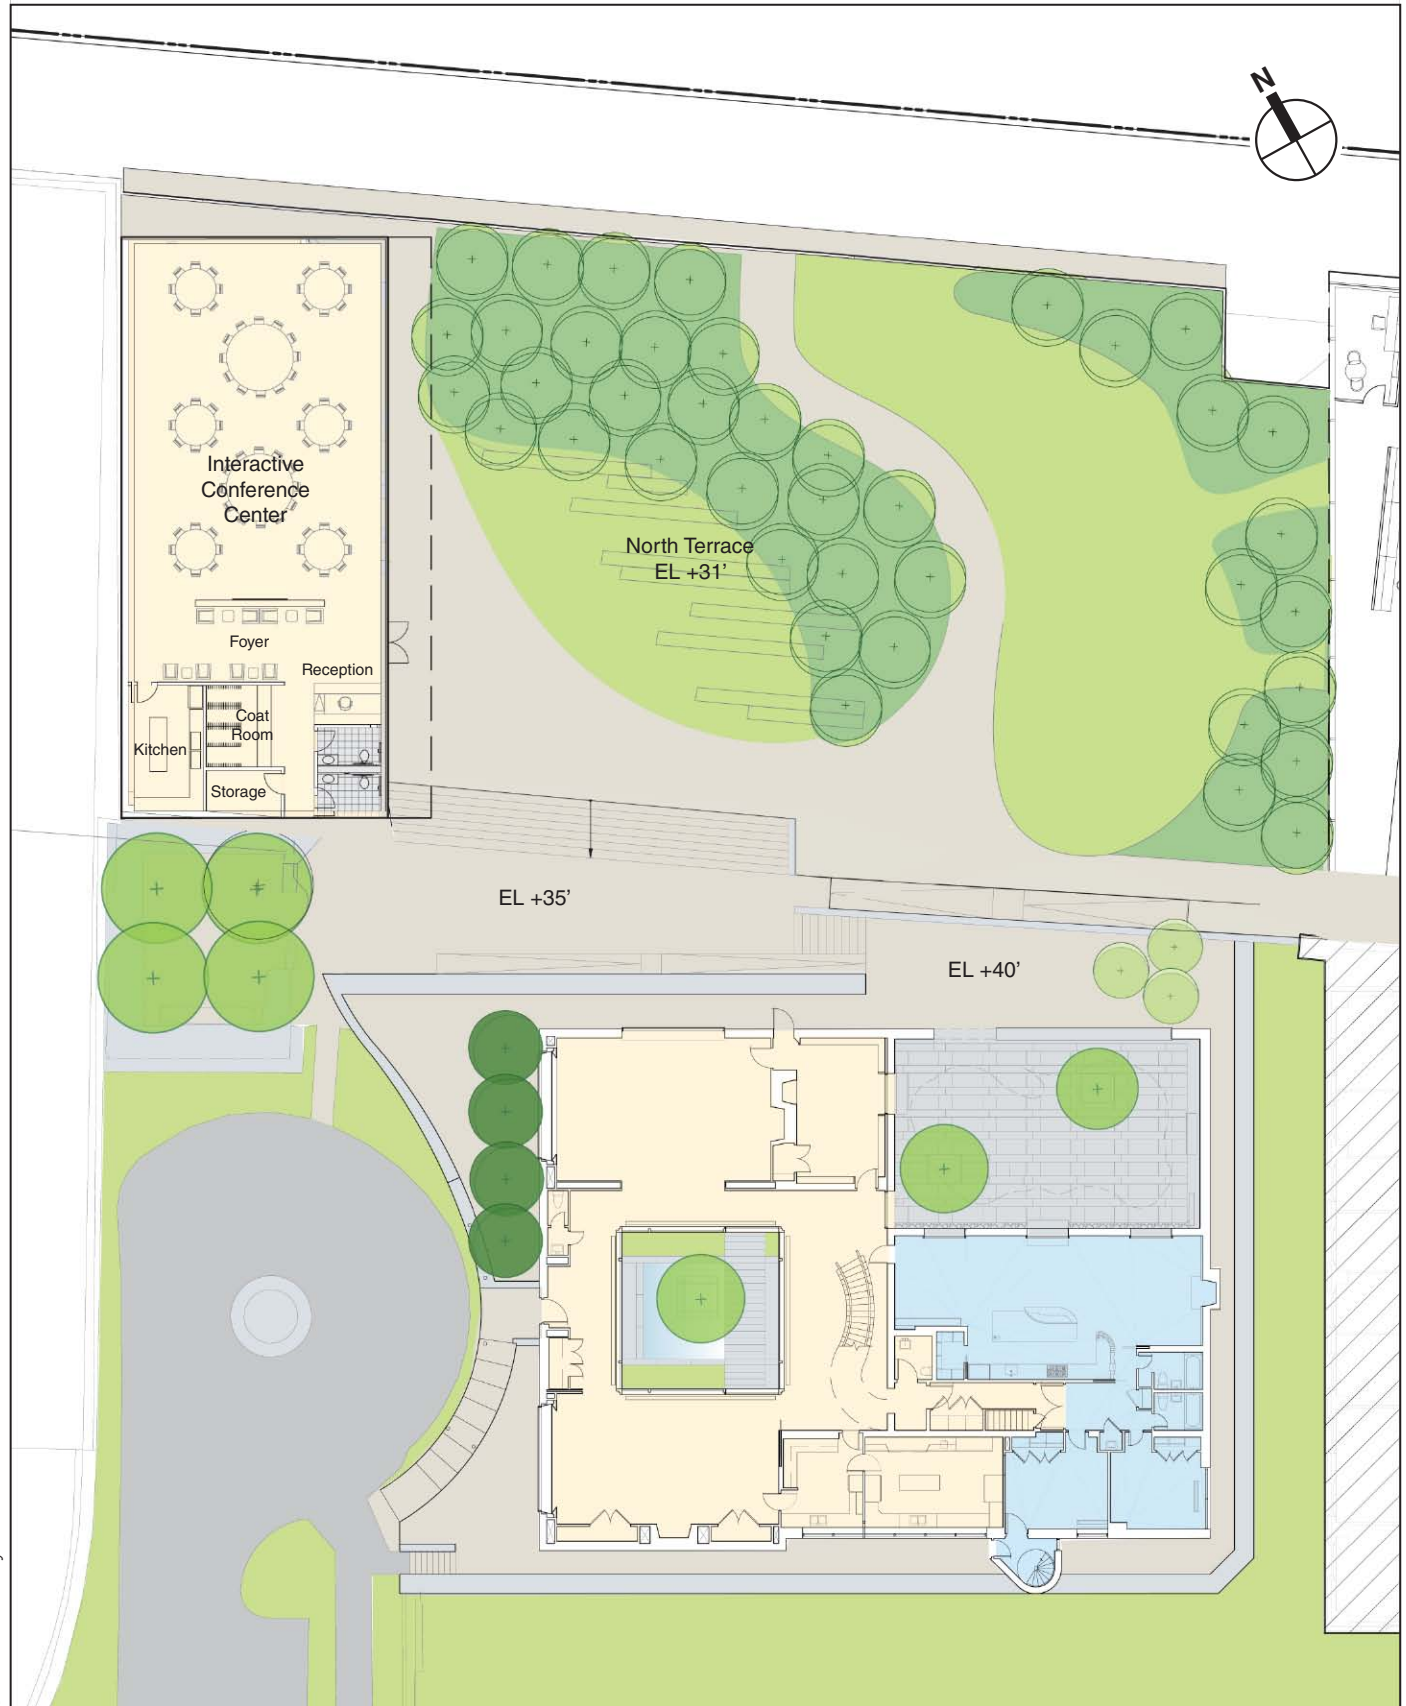 N
Interactive
Conference
Center
North Terrace
EL +31’
Foyer
Reception
Coat
Room
Kitchen
Storage
EL +35’
EL +40’